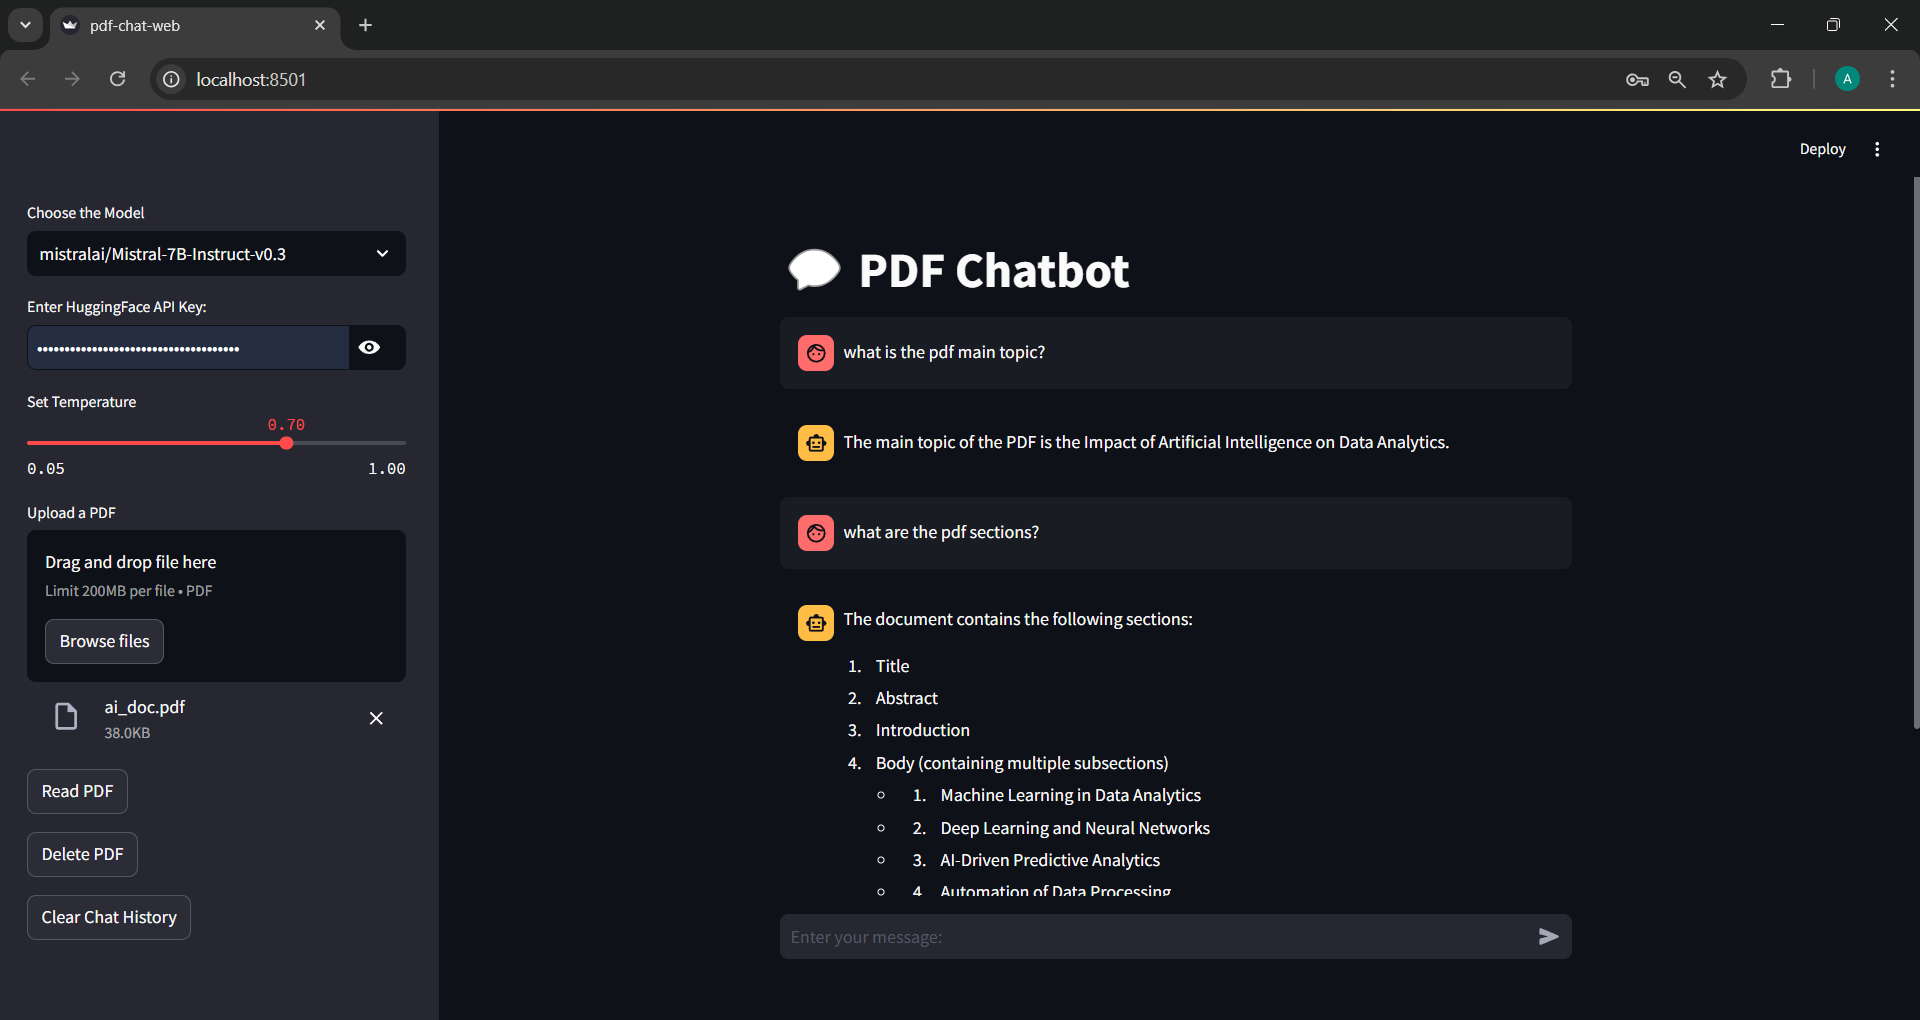 pdf-chat-web
localhost:8501
A
Deploy
Choose the Model
mistralai/Mistral-7B-Instruct-v0.3
Enter HuggingFace API Key:
Set Temperature
0.70
0.05 1.00
Upload a PDF
Drag and drop file here
Limit 200MB per file • PDF
Browse files
ai_doc.pdf
38.0KB
Read PDF
Delete PDF
Clear Chat History
PDF Chatbot
what is the pdf main topic?
The main topic of the PDF is the Impact of Artificial Intelligence on Data Analytics.
what are the pdf sections?
The document contains the following sections:
1. Title
2. Abstract
3. Introduction
4. Body (containing multiple subsections)
1. Machine Learning in Data Analytics
2. Deep Learning and Neural Networks
3. AI-Driven Predictive Analytics
4 Automation of Data Processing
Enter your message: